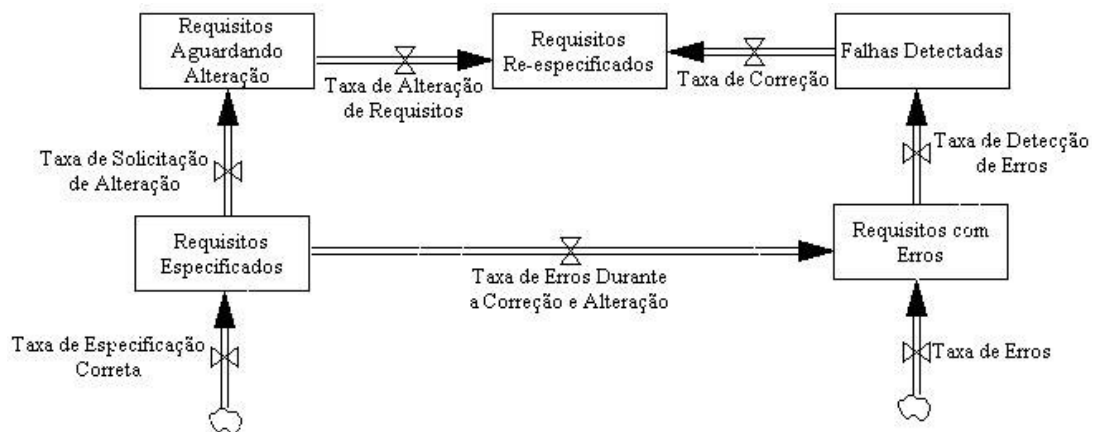 Requisitos
Aguardando
Alteração
Requisitos
Re-especificados
Falhas Detectadas
Taxa de Alteração
de Requisitos
Taxa de Correção
Taxa de Solicitação
de Alteração
Taxa de Detecção
de Erros
Requisitos
Especificados
Requisitos com
Erros
Taxa de Erros Durante
a Correção e Alteração
Taxa de Especificação
Correta
Taxa de Erros